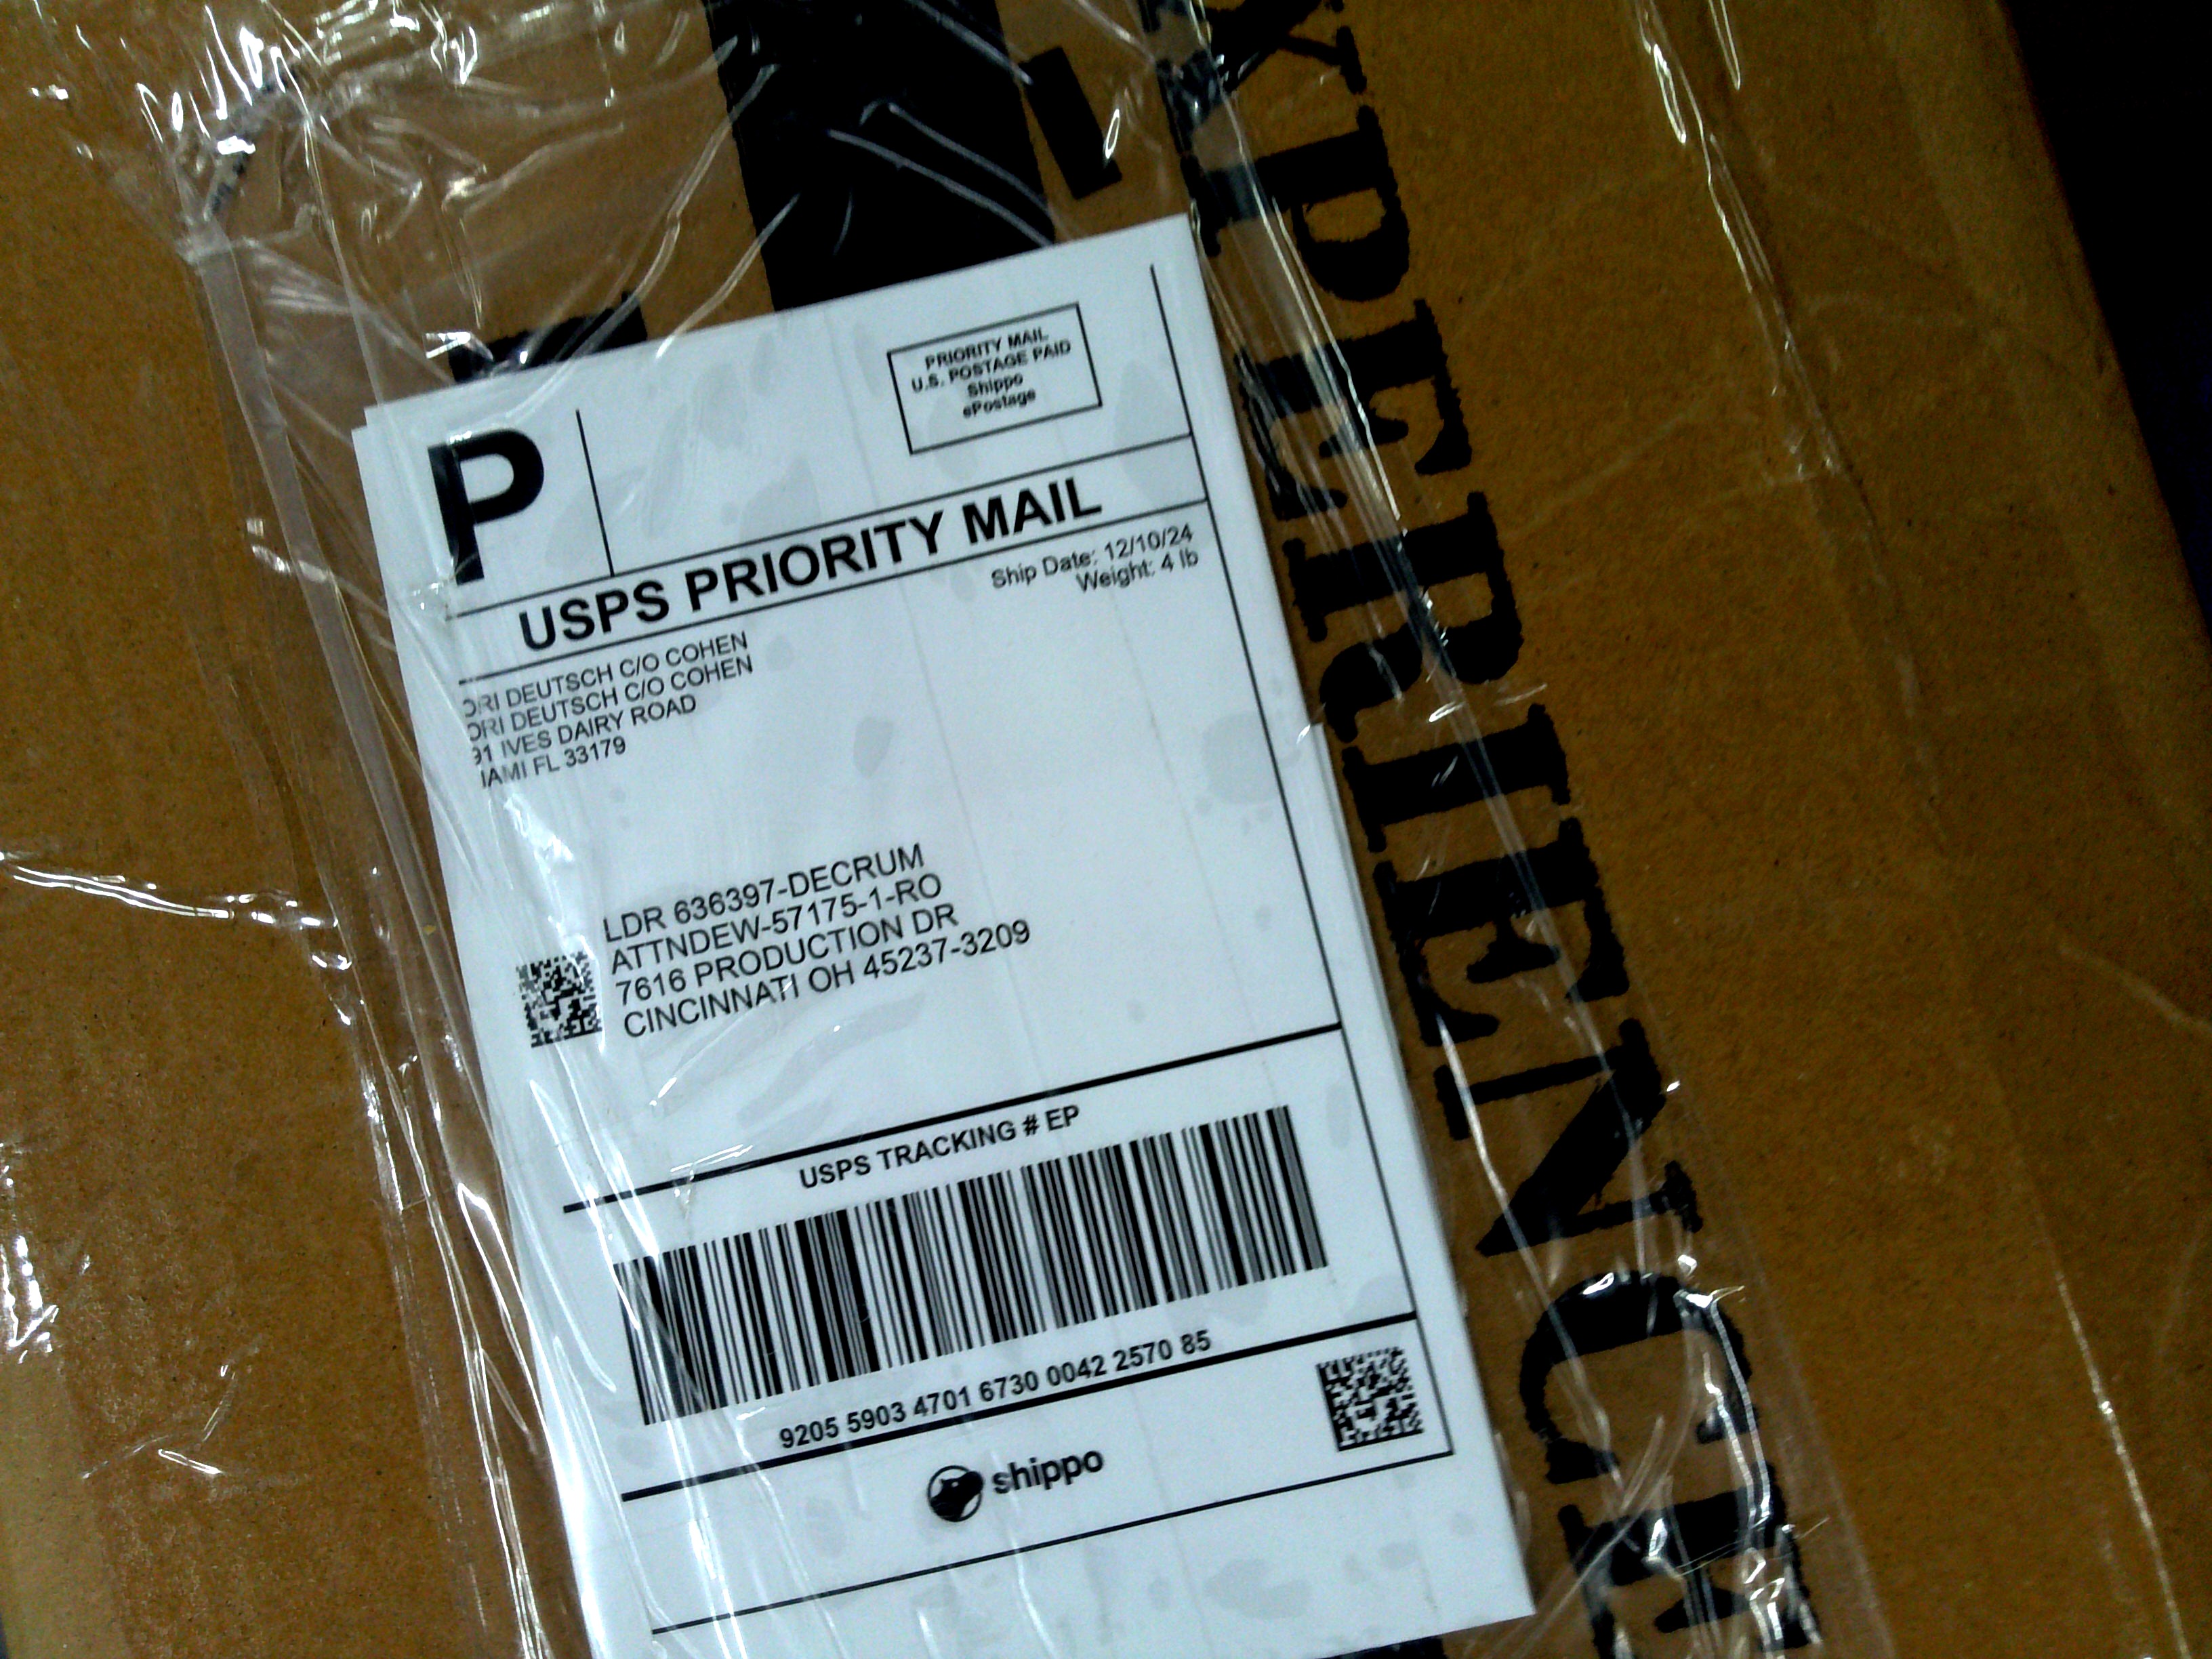 P
PRIORITY MAIL
U.S. POSTAGE PAID
Shippo
ePostage
USPS PRIORITY MAIL
Ship Date: 12/10/24
Weight: 4 lb
ORI DEUTSCH C/O COHEN
ORI DEUTSCH C/O COHEN
91 IVES DAIRY ROAD
IAMI FL 33179
LDR 636397-DECRUM
ATTNDEW-57175-1-RO
7616 PRODUCTION DR
CINCINNATI OH 45237-3209
USPS TRACKING # EP
9205 5903 4701 6730 0042 2570 85
shippo
XPERIENCE